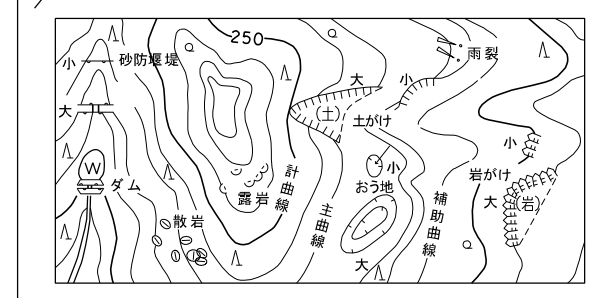 250
小
砂防堰堤
雨裂
大
小
大
(土)
土がけ
小
W
ダム
小
岩がけ
おう地
大
(岩)
露岩
計曲線
主曲線
補助曲線
散岩
大